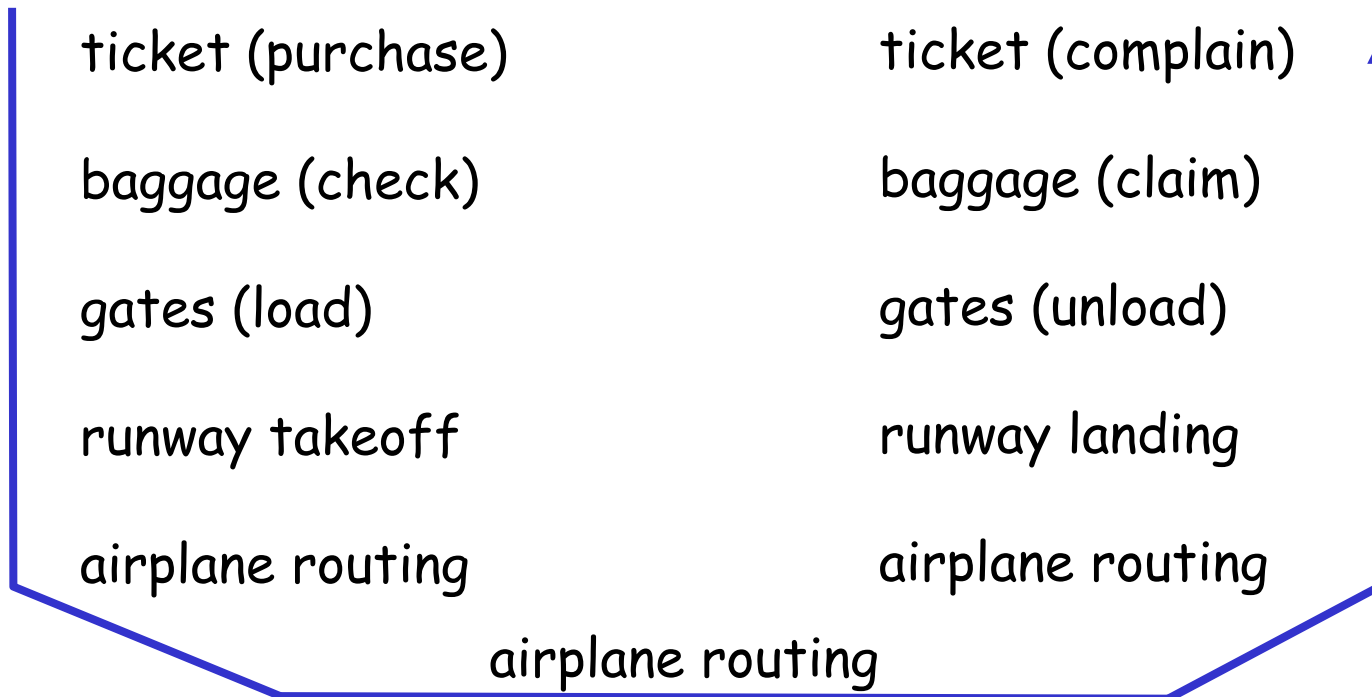 ticket (purchase)
baggage (check)
gates (load)
runway takeoff
airplane routing
ticket (complain)
baggage (claim)
gates (unload)
runway landing
airplane routing
airplane routing